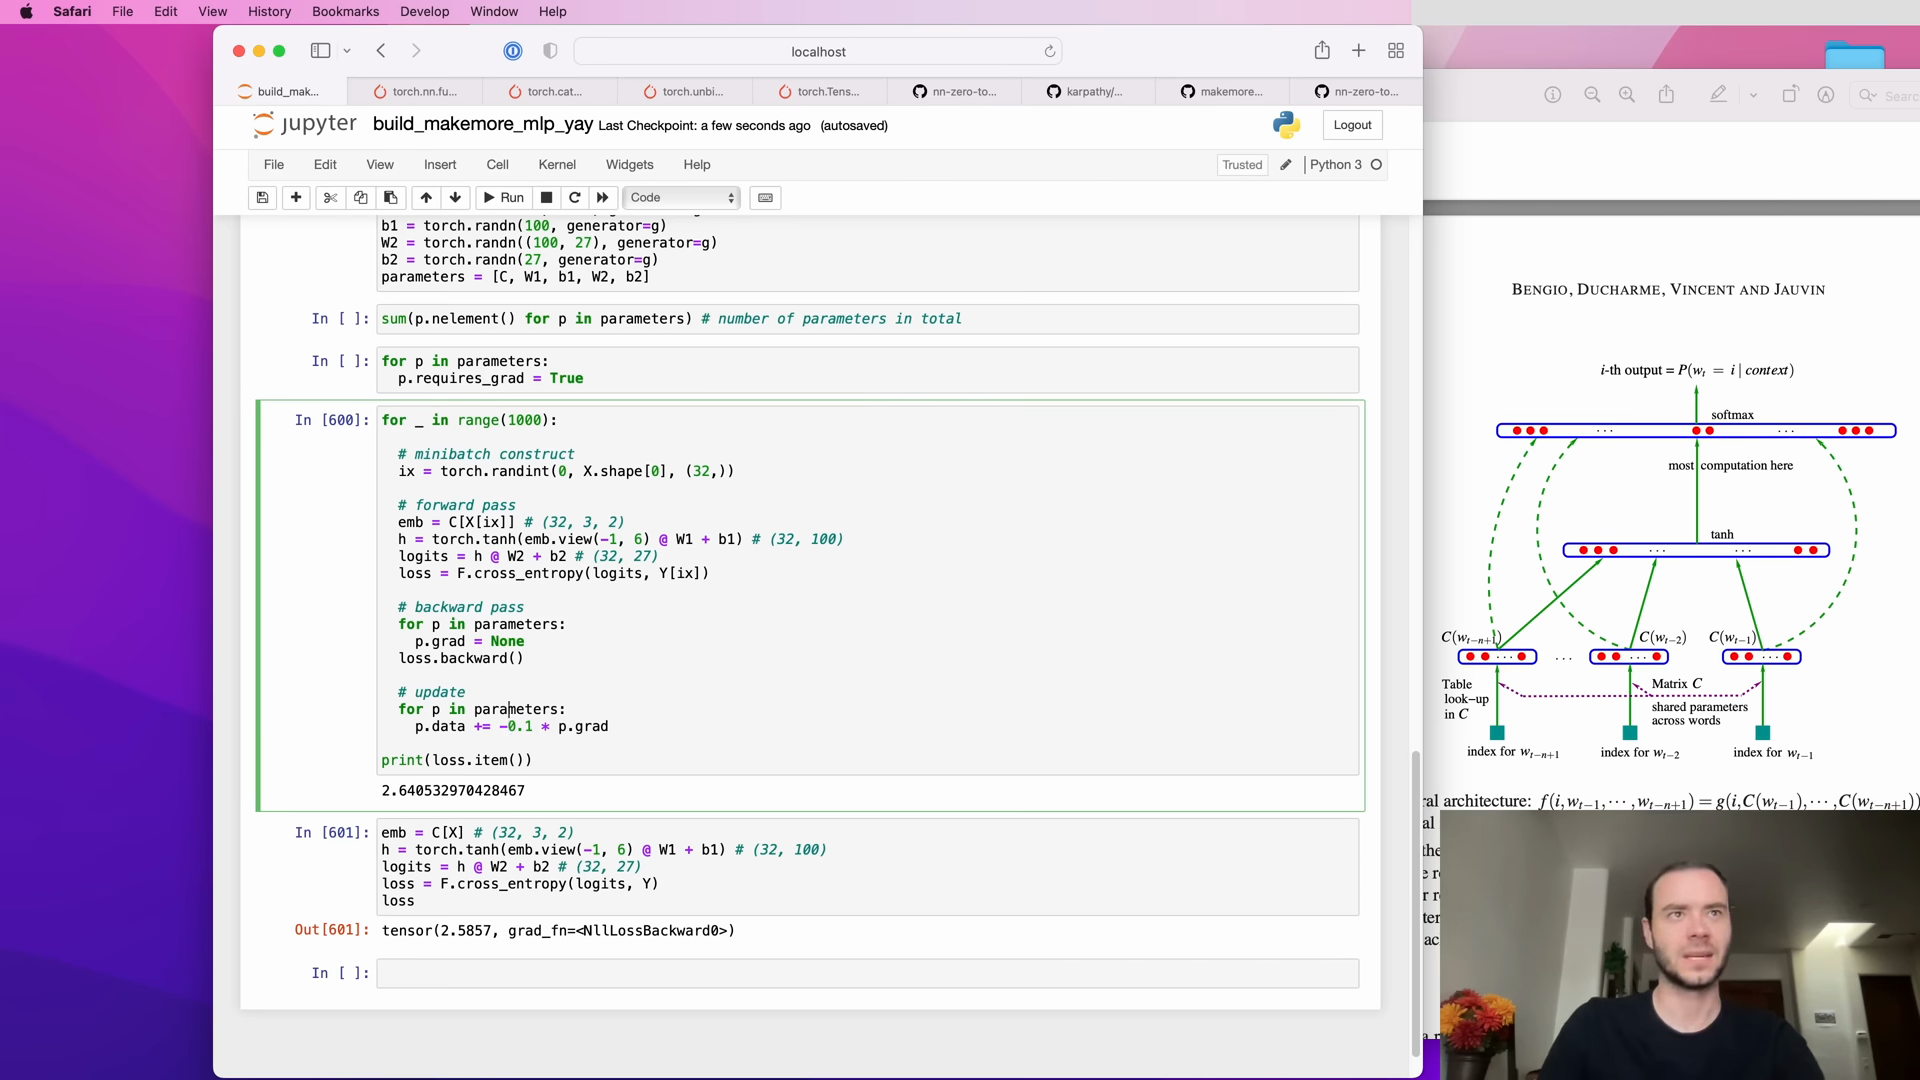 Safari File Edit View History Bookmarks Develop Window Help
localhost
build_mak... torch.nn.fu... torch.cat... torch.unbi... torch.Tens... nn-zero-to... karpathy/... makemore... nn-zero-to...
jupyter build_makemore_mlp_yay Last Checkpoint: a few seconds ago (autosaved)
Logout
File Edit View Insert Cell Kernel Widgets Help
Trusted Python 3
Run Code
b1 = torch.randn(100, generator=g)
W2 = torch.randn((100, 27), generator=g)
b2 = torch.randn(27, generator=g)
parameters = [C, W1, b1, W2, b2]
In [ ]: sum(p.nelement() for p in parameters) # number of parameters in total
In [ ]: for p in parameters:
p.requires_grad = True
In [600]: for _ in range(1000):
# minibatch construct
ix = torch.randint(0, X.shape[0], (32,))
# forward pass
emb = C[X[ix]] # (32, 3, 2)
h = torch.tanh(emb.view(-1, 6) @ W1 + b1) # (32, 100)
logits = h @ W2 + b2 # (32, 27)
loss = F.cross_entropy(logits, Y[ix])
# backward pass
for p in parameters:
p.grad = None
loss.backward()
# update
for p in parameters:
p.data += -0.1 * p.grad
print(loss.item())
2.640532970428467
In [601]: emb = C[X] # (32, 3, 2)
h = torch.tanh(emb.view(-1, 6) @ W1 + b1) # (32, 100)
logits = h @ W2 + b2 # (32, 27)
loss = F.cross_entropy(logits, Y)
loss
Out[601]: tensor(2.5857, grad_fn=<NllLossBackward0>)
In [ ]:
Searc
BENGIO, DUCHARME, VINCENT AND JAUVIN
i-th output = P(w_t = i | context)
softmax
. . .
most computation here
tanh
. . .
C(w_{t−n+1}) C(w_{t−2}) C(w_{t−1})
. . .
Table look-up in C
Matrix C
shared parameters across words
index for w_{t−n+1} index for w_{t−2} index for w_{t−1}
ral architecture: f(i,w_{t−1},··· ,w_{t−n+1}) = g(i,C(w_{t−1}),··· ,C(w_{t−n+1}))